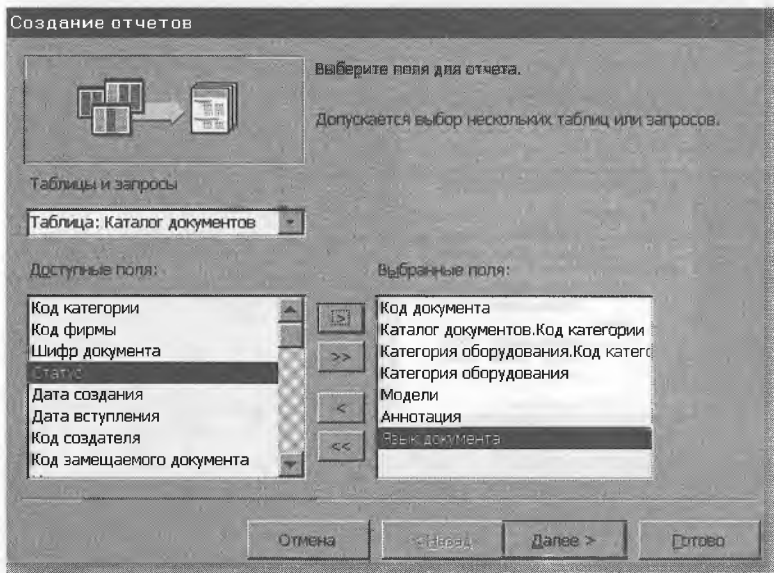 Создание отчетов
Выберите поля для отчета.
Допускается выбор нескольких таблиц или запросов.
Таблицы и запросы
Таблица: Каталог документов
Доступные поля:
Выбранные поля:
Код категории
Код фирмы
Шифр документа
Статус
Дата создания
Дата вступления
Код создателя
Код замещаемого документа
>
>>
<
<<
Код документа
Каталог документов.Код категории
Категория оборудования.Код катего
Категория оборудования
Модели
Аннотация
Язык документа
Отмена
< Назад
Далее >
Готово